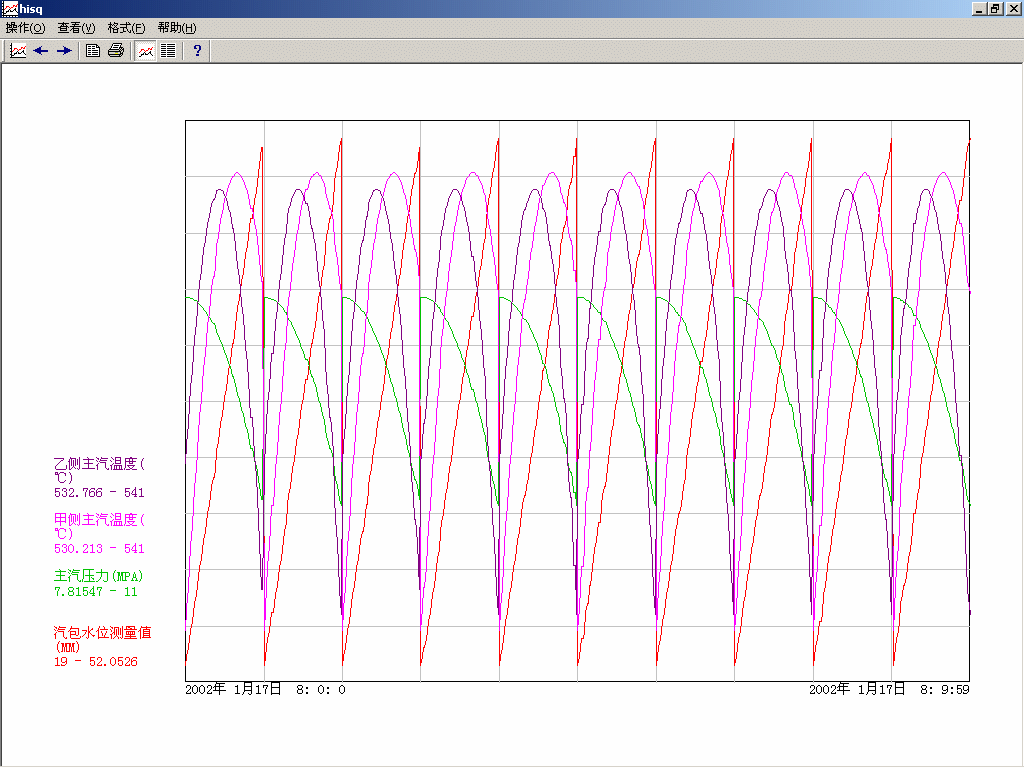 hisq
操作(O) 查看(V) 格式(F) 帮助(H)
?
乙侧主汽温度(
℃)
532.766 - 541
甲侧主汽温度(
℃)
530.213 - 541
主汽压力(MPA)
7.81547 - 11
汽包水位测量值
(MM)
19 - 52.0526
2002年 1月17日 8: 0: 0 2002年 1月17日 8: 9:59